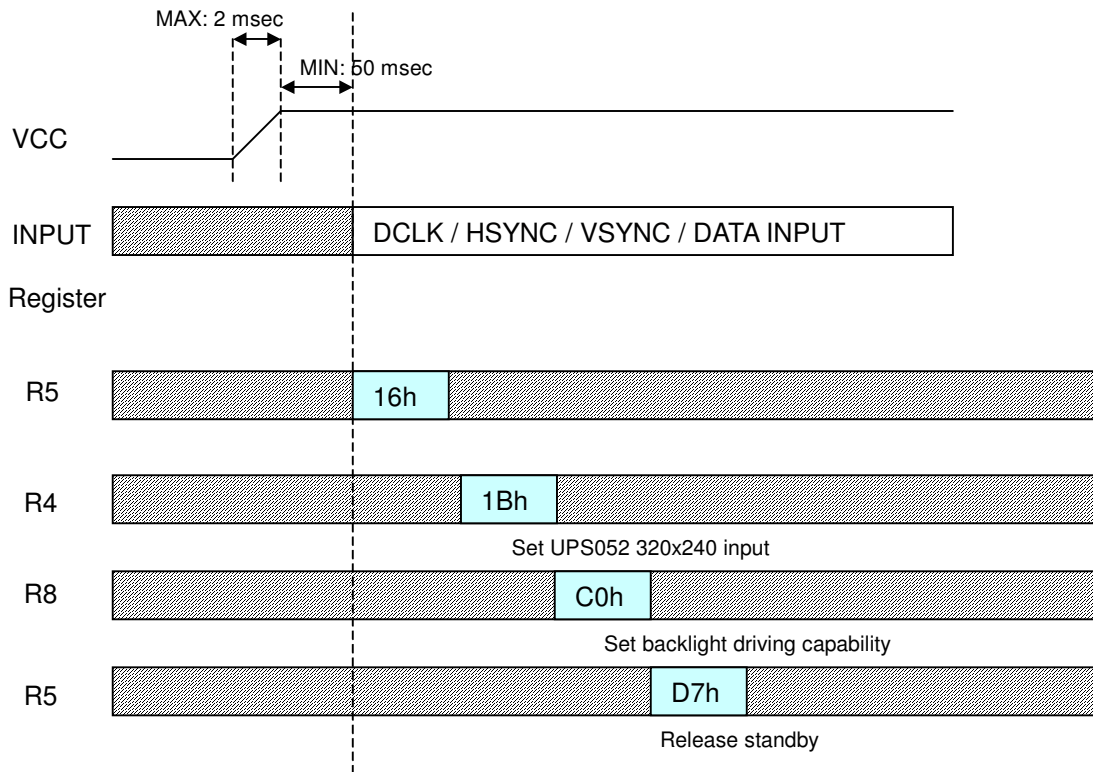 MAX: 2 msec
MIN: 50 msec
VCC
INPUT
DCLK / HSYNC / VSYNC / DATA INPUT
Register
R5
16h
R4
1Bh
Set UPS052 320x240 input
R8
C0h
Set backlight driving capability
R5
D7h
Release standby